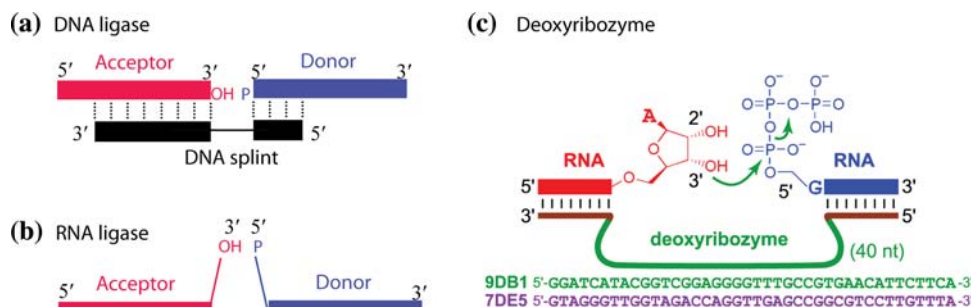 (a) DNA ligase
5′ Acceptor 3′ 5′ Donor 3′
OH P
3′ 5′
DNA splint
(b) RNA ligase
3′ 5′
OH P
Acceptor Donor
(c) Deoxyribozyme
O⁻ O⁻
O=P-O-P=O
O OH
A 2' OH O=P-O⁻
RNA O OH O RNA
5' O 3' 5' G 3'
3' 5'
deoxyribozyme (40 nt)
9DB1 5'-GGATCATACGGTCGGAGGGGTTTGCCGTGAACATTCTTCA-3'
7DE5 5'-GTAGGGTTGGTAGACCAGGTTGAGCCGGCGTCCTTGTTTA-3'